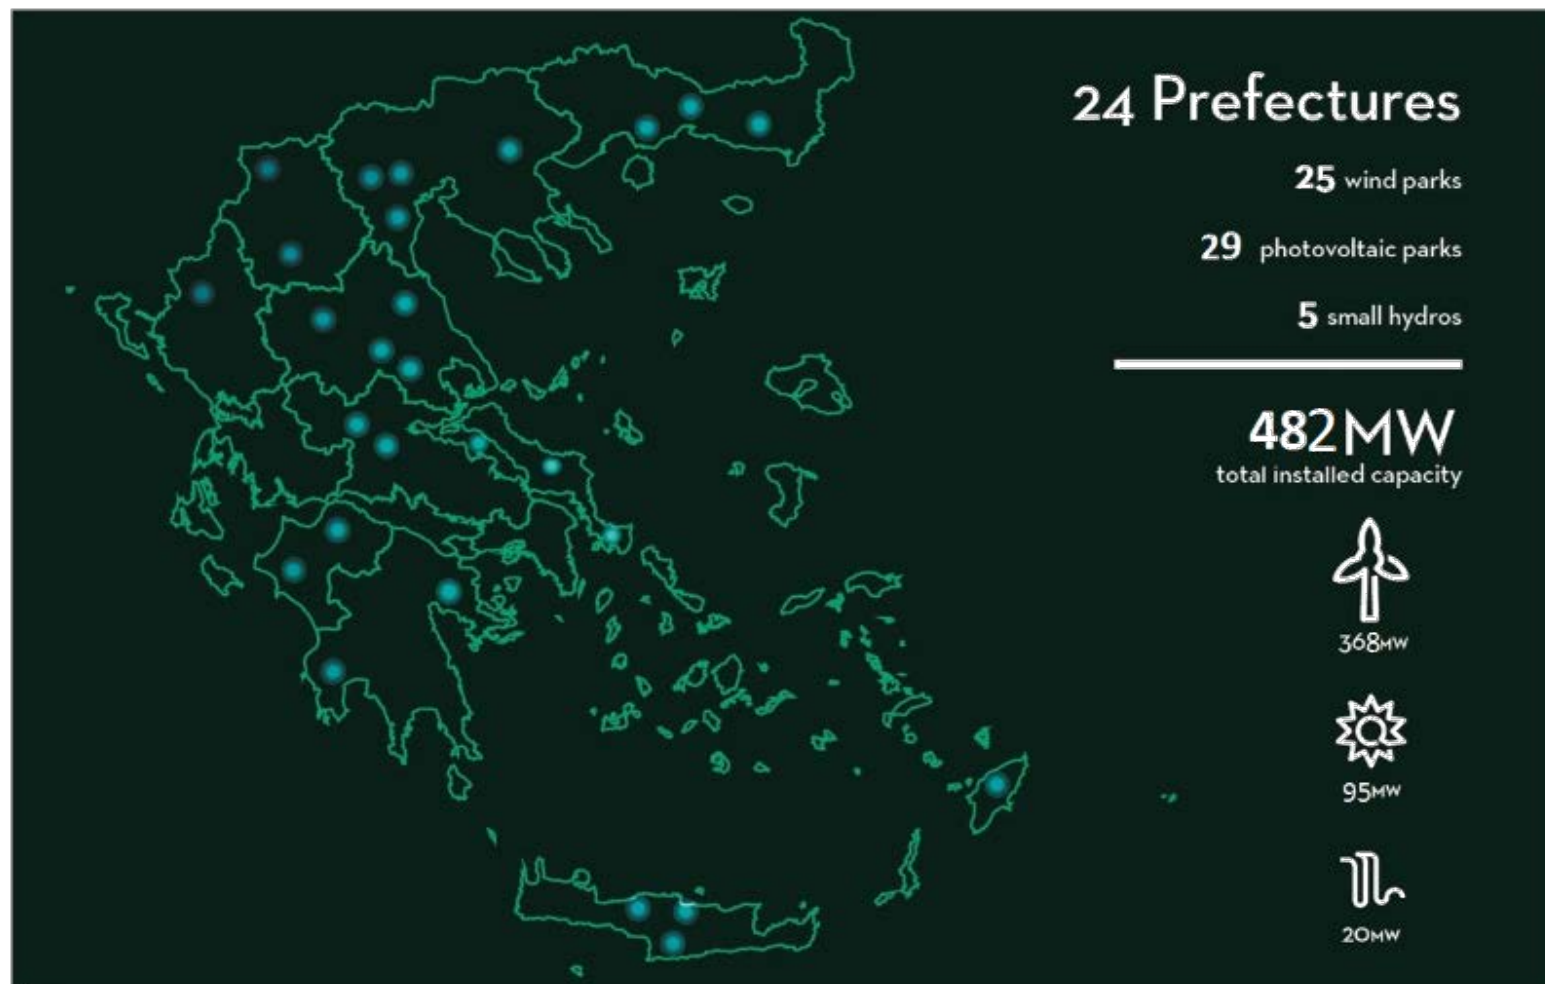 24 Prefectures
25 wind parks
29 photovoltaic parks
5 small hydros
482MW
total installed capacity
368MW
95MW
20MW